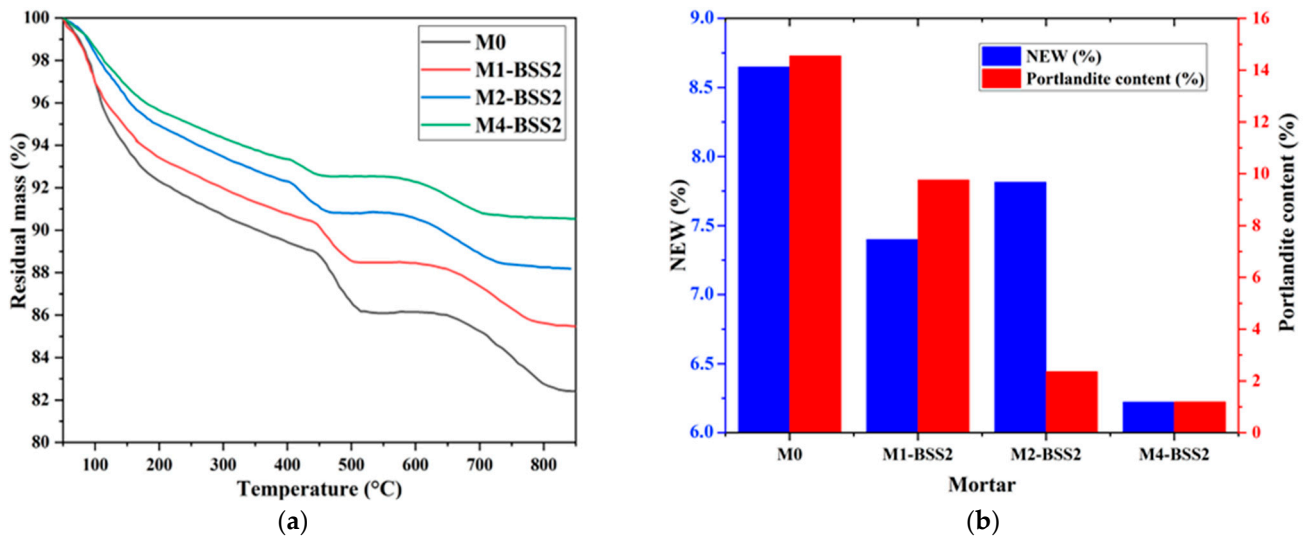 100
98
96
94
92
90
88
86
84
82
80
Residual mass (%)
M0
M1-BSS2
M2-BSS2
M4-BSS2
100 200 300 400 500 600 700 800
Temperature (°C)
(a)
9.0
8.5
8.0
7.5
7.0
6.5
6.0
NEW (%)
NEW (%)
Portlandite content (%)
16
14
12
10
8
6
4
2
0
Portlandite content (%)
M0 M1-BSS2 M2-BSS2 M4-BSS2
Mortar
(b)